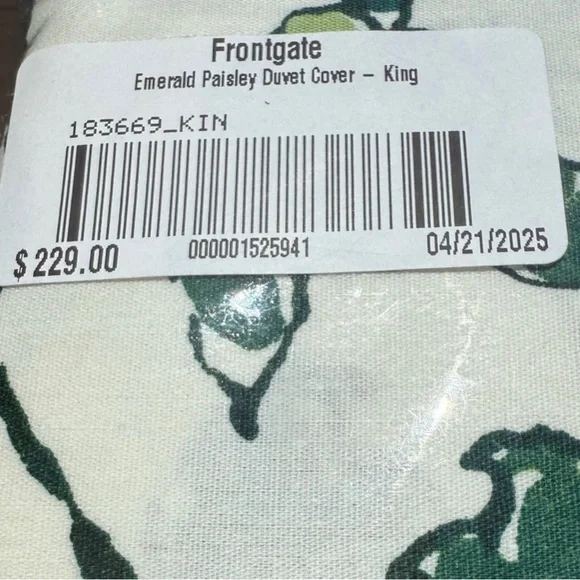 Frontgate
Emerald Paisley Duvet Cover – King
183669_KIN
$229.00 000001525941 04/21/2025